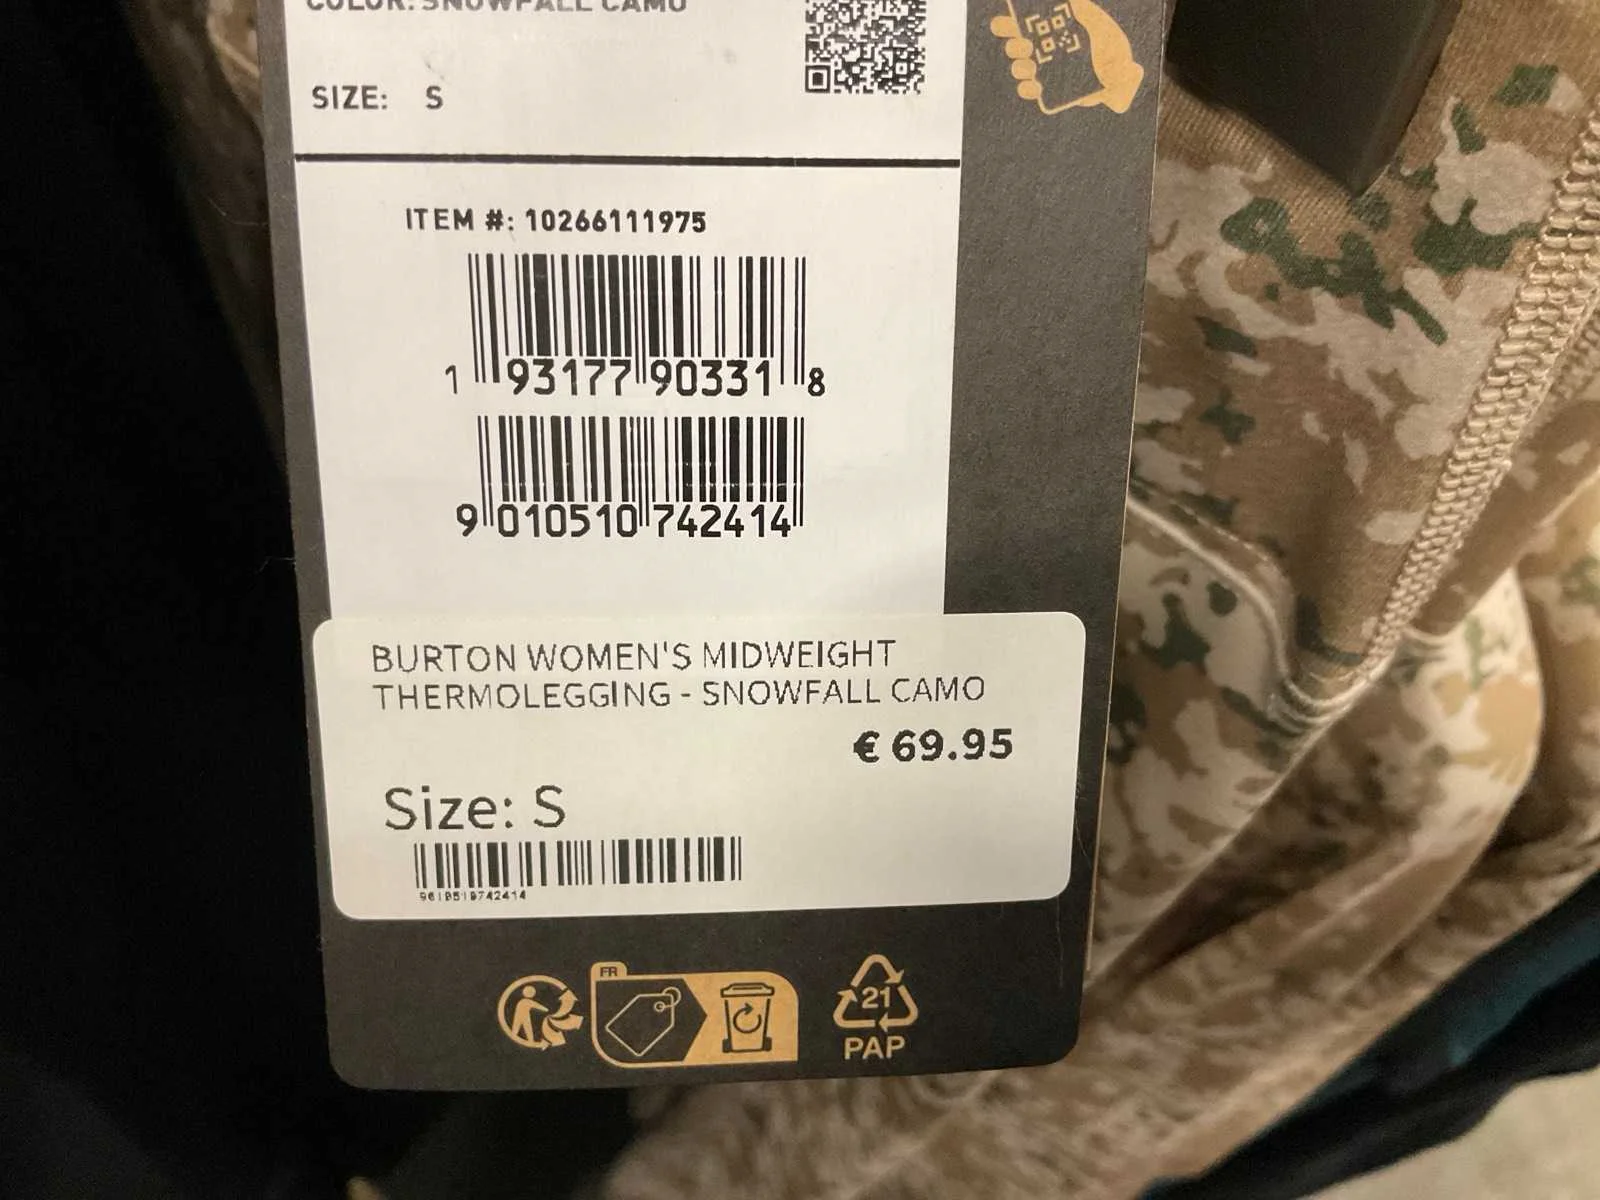 COLOR: SNOWFALL CAMO
SIZE: S
ITEM #: 10266111975
1 93177 90331 8
9 010510 742414
BURTON WOMEN'S MIDWEIGHT
THERMOLEGGING - SNOWFALL CAMO
€ 69.95
Size: S
FR
21
PAP